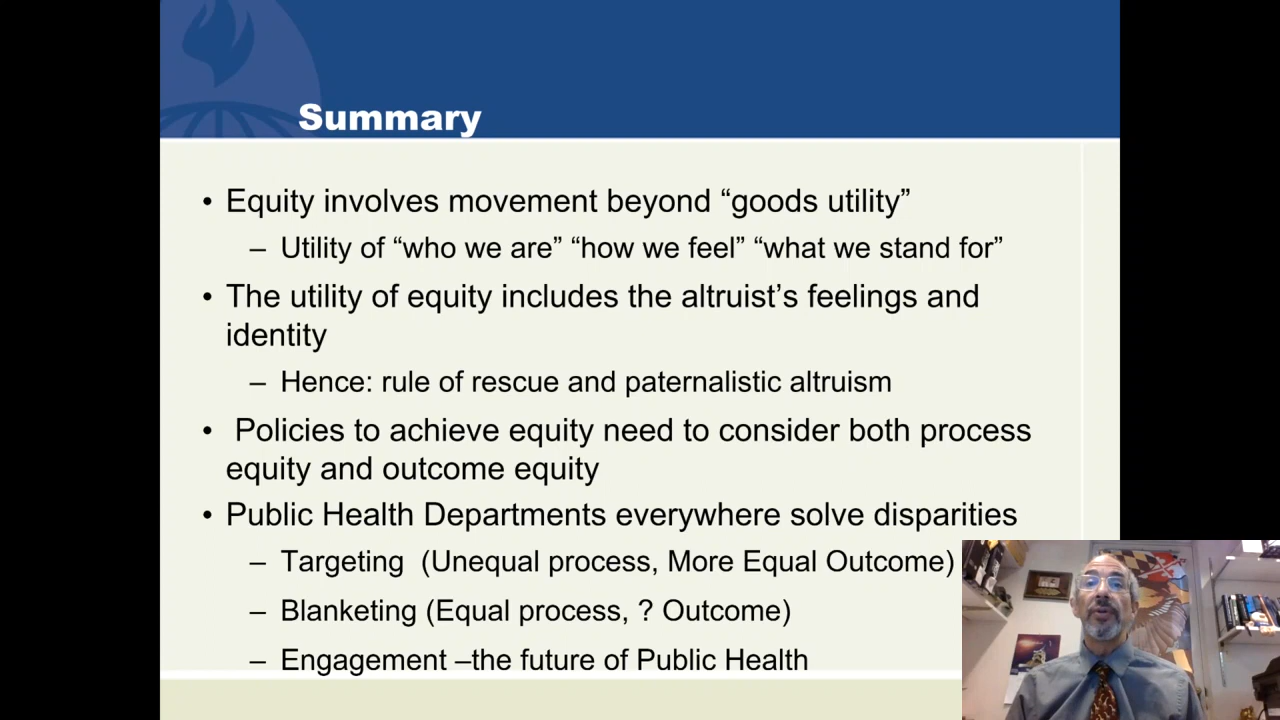 Summary
• Equity involves movement beyond “goods utility”
– Utility of “who we are” “how we feel” “what we stand for”
• The utility of equity includes the altruist’s feelings and
identity
– Hence: rule of rescue and paternalistic altruism
• Policies to achieve equity need to consider both process
equity and outcome equity
• Public Health Departments everywhere solve disparities
– Targeting (Unequal process, More Equal Outcome)
– Blanketing (Equal process, ? Outcome)
– Engagement –the future of Public Health